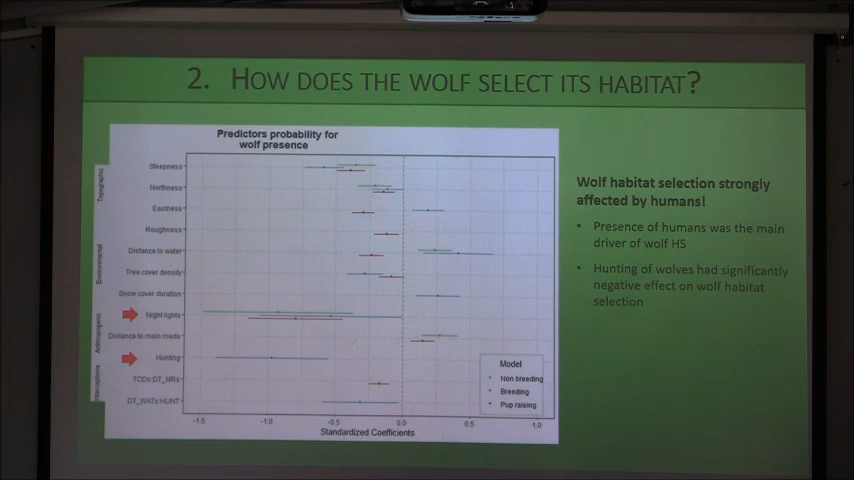 2. HOW DOES THE WOLF SELECT ITS HABITAT?
Predictors probability for
wolf presence
Topographic
Steepness
Northness
Eastness
Roughness
Environmental
Distance to water
Tree cover density
Snow cover duration
Anthropogenic
Night lights
Distance to main roads
Hunting
TCDs:DT_MRs
DT_WATs:HUNT
-1.5 -1.0 -0.5 0.0 0.5 1.0
Standardized Coefficients
Model
Non breeding
Breeding
Pup raising
Wolf habitat selection strongly
affected by humans!
• Presence of humans was the main
driver of wolf HS
• Hunting of wolves had significantly
negative effect on wolf habitat
selection